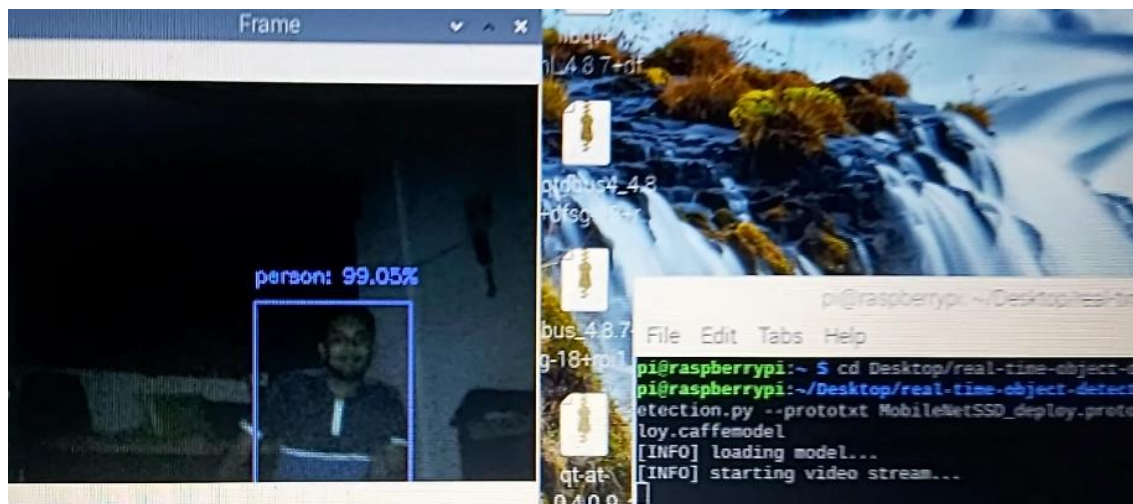 Frame
person: 99.05%
qt-at-
pi@raspberrypi: ~/Desktop/real-ti
File Edit Tabs Help
pi@raspberrypi:~ $ cd Desktop/real-time-object-d
pi@raspberrypi:~/Desktop/real-time-object-detect
etection.py --prototxt MobileNetSSD_deploy.proto
loy.caffemodel
[INFO] loading model...
[INFO] starting video stream...